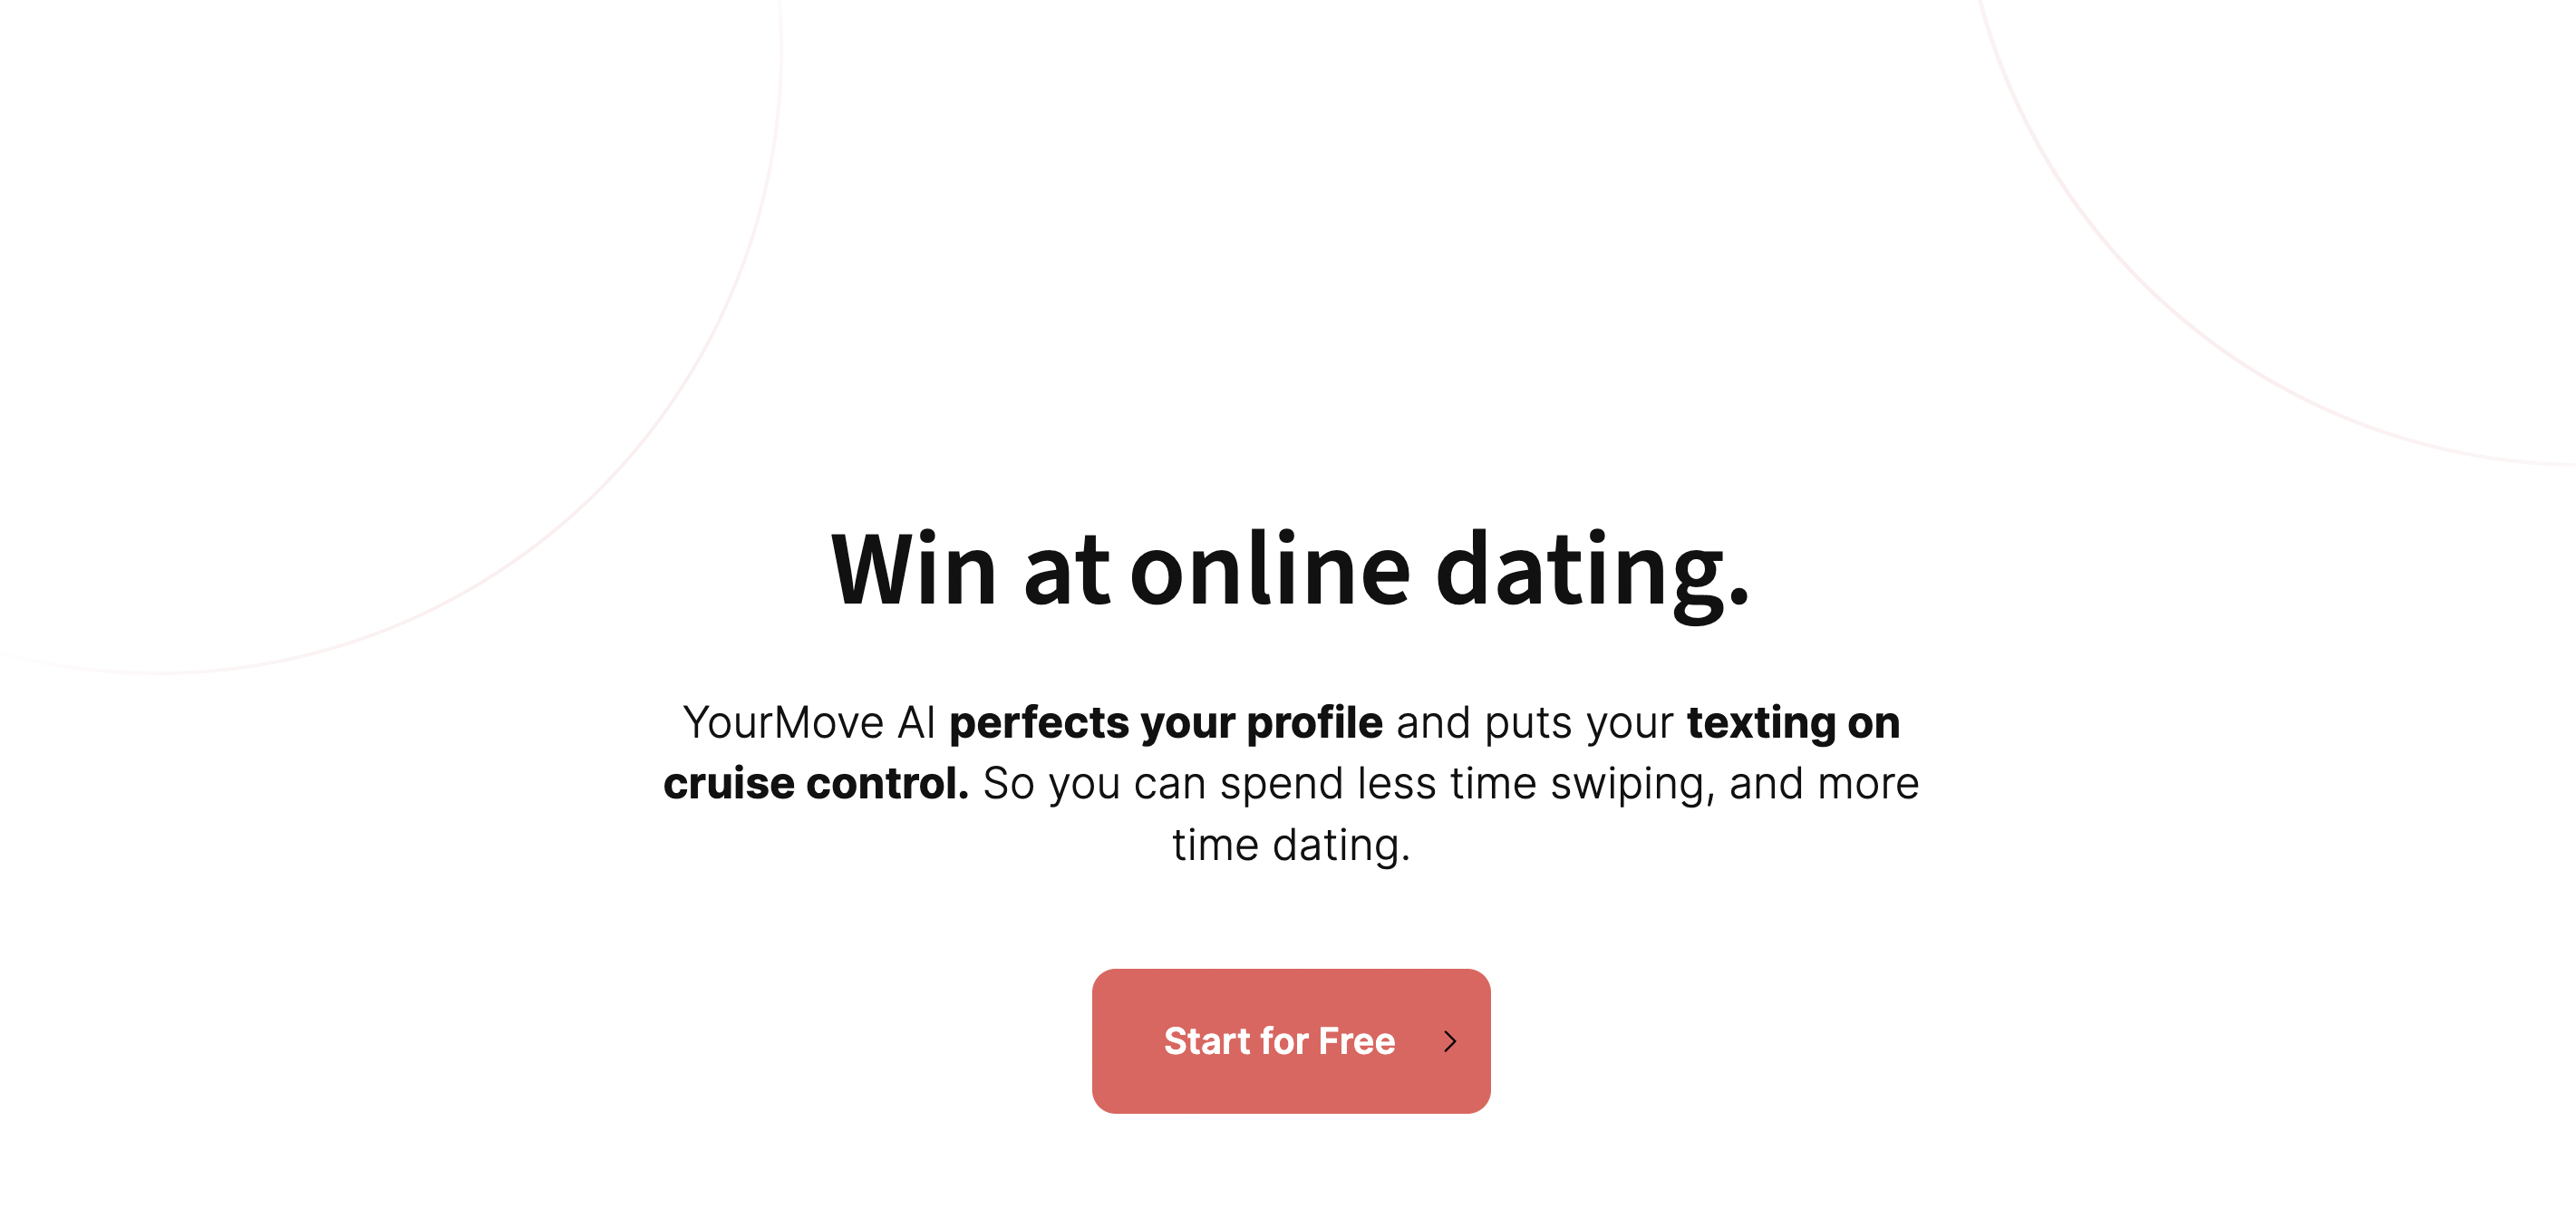 Win at online dating.
YourMove AI perfects your profile and puts your texting on
cruise control. So you can spend less time swiping, and more
time dating.
Start for Free